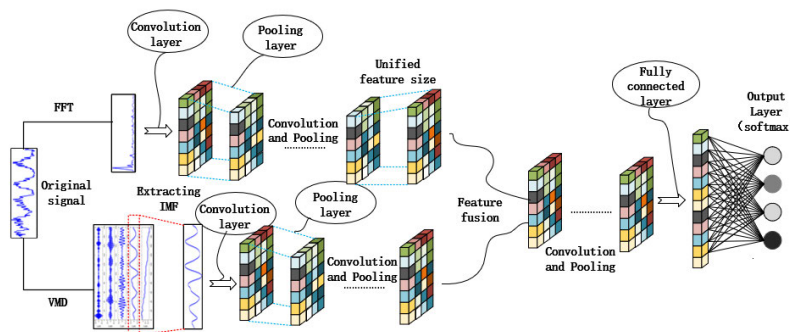 Convolution
layer
Pooling
layer
Unified
feature size
Fully
connected
layer
Output
Layer
(softmax
FFT
Convolution
and Pooling
Original
signal
Extracting
IMF
Convolution
layer
Pooling
layer
Feature
fusion
Convolution
and Pooling
Convolution
and Pooling
VMD